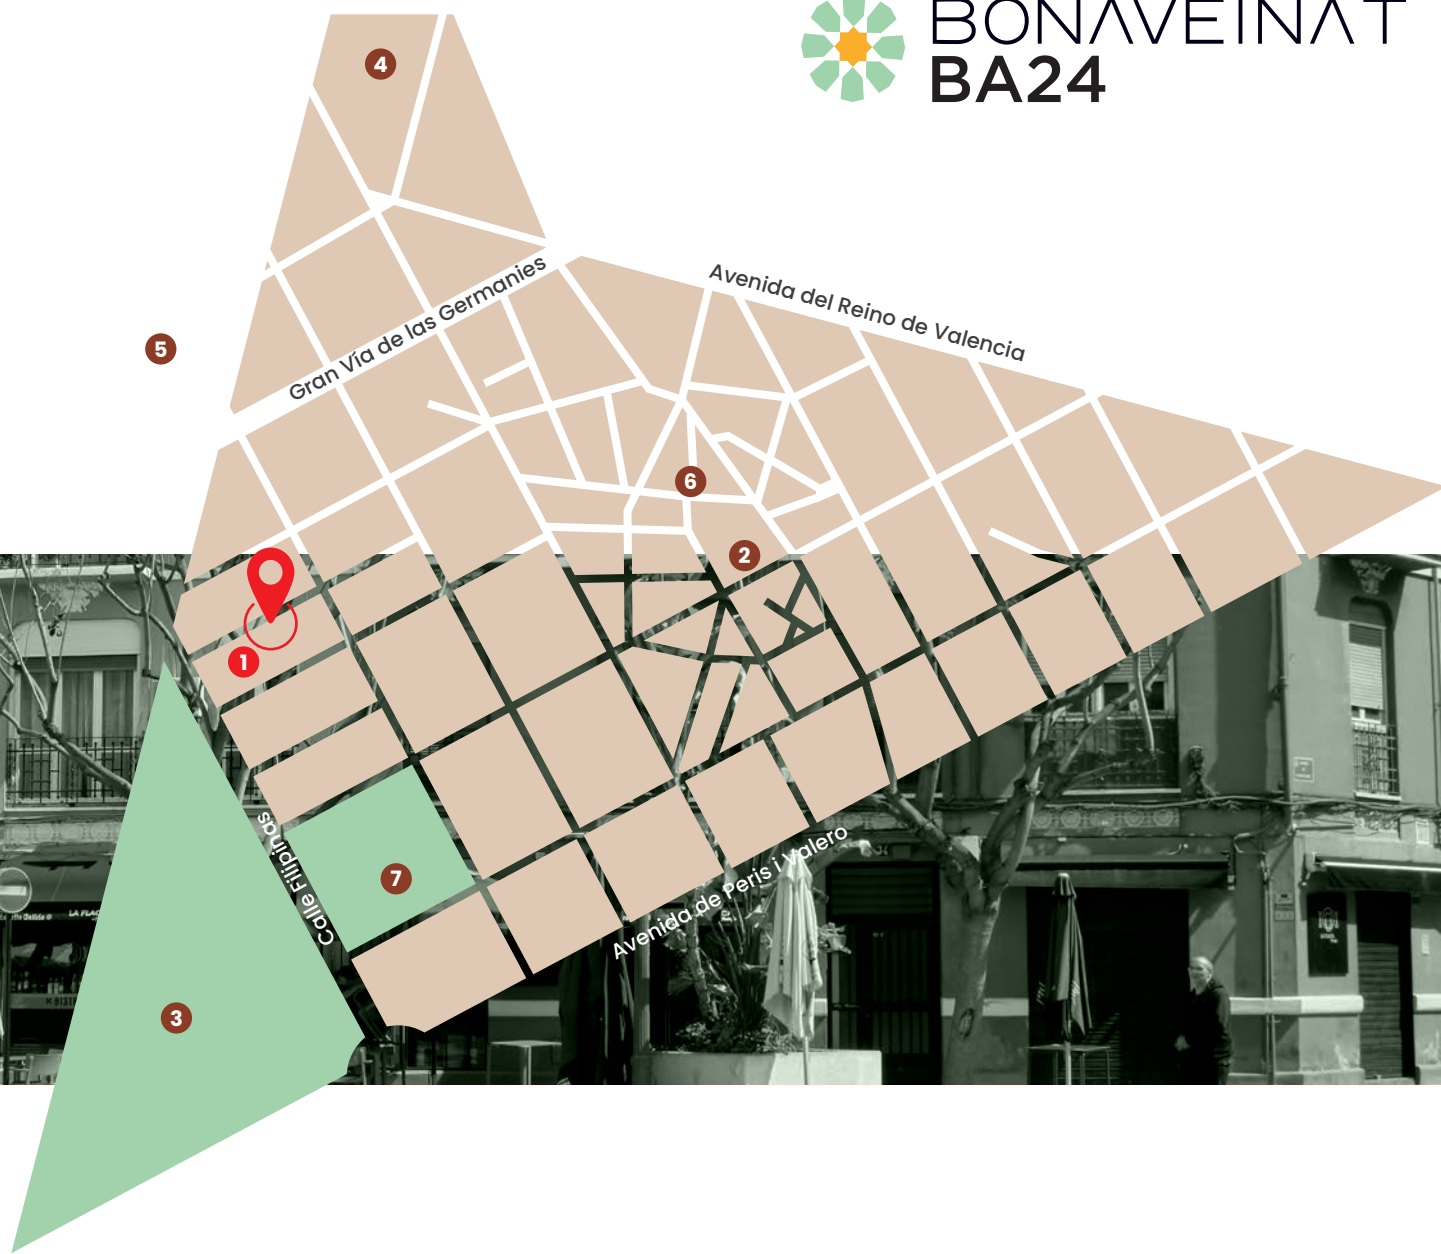 BONAVEINAT
BA24
4
Avenida del Reino de Valencia
Gran Vía de las Germanies
5
6
2
1
Calle Filipinas
7
Avenida de Peris i Valero
3